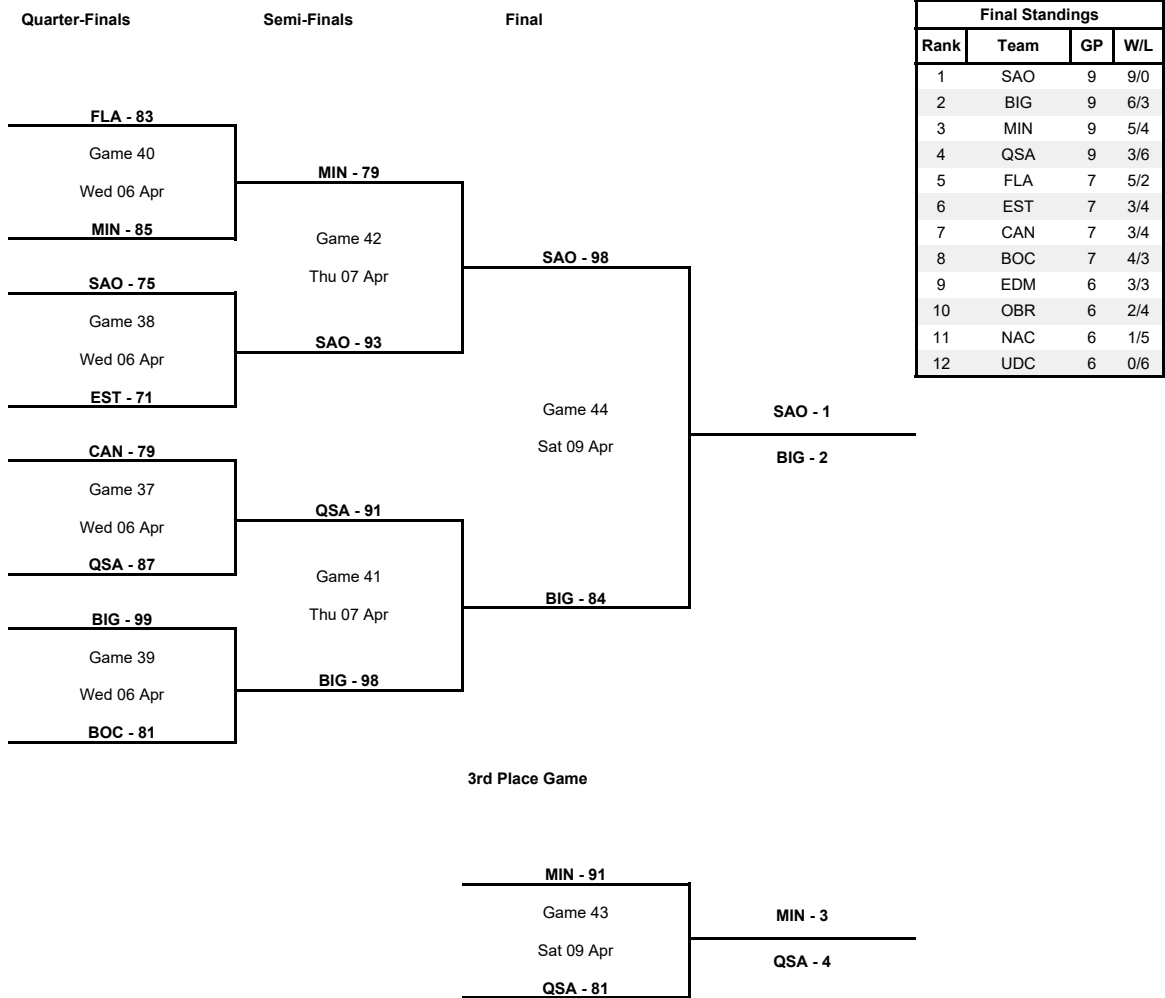 Quarter-Finals Semi-Finals Final
FLA - 83
Game 40
Wed 06 Apr
MIN - 85
SAO - 75
Game 38
Wed 06 Apr
EST - 71
CAN - 79
Game 37
Wed 06 Apr
QSA - 87
BIG - 99
Game 39
Wed 06 Apr
BOC - 81
MIN - 79
Game 42
Thu 07 Apr
SAO - 93
QSA - 91
Game 41
Thu 07 Apr
BIG - 98
SAO - 98
Game 44
Sat 09 Apr
BIG - 84
SAO - 1
BIG - 2
3rd Place Game
MIN - 91
Game 43
Sat 09 Apr
QSA - 81
MIN - 3
QSA - 4
Final Standings
Rank Team GP W/L
1 SAO 9 9/0
2 BIG 9 6/3
3 MIN 9 5/4
4 QSA 9 3/6
5 FLA 7 5/2
6 EST 7 3/4
7 CAN 7 3/4
8 BOC 7 4/3
9 EDM 6 3/3
10 OBR 6 2/4
11 NAC 6 1/5
12 UDC 6 0/6